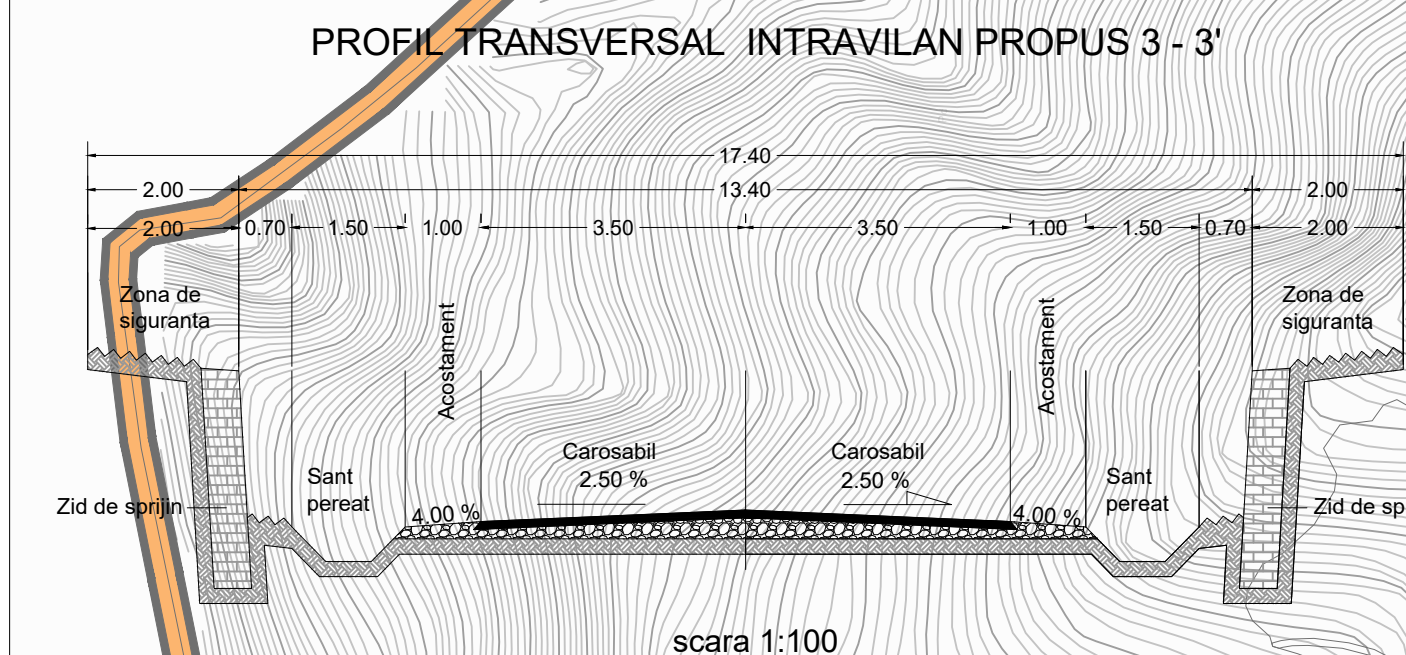 PROFIL TRANSVERSAL INTRAVILAN PROPUS 3 - 3'
17.40
2.00 13.40 2.00
2.00 0.70 1.50 1.00 3.50 3.50 1.00 1.50 0.70 2.00
Zona de
siguranta
Zona de
siguranta
Acostament
Acostament
Carosabil
2.50 %
Carosabil
2.50 %
Sant
pereat
Sant
pereat
Zid de sprijin
4.00 %
4.00 %
Zid de sp
scara 1:100